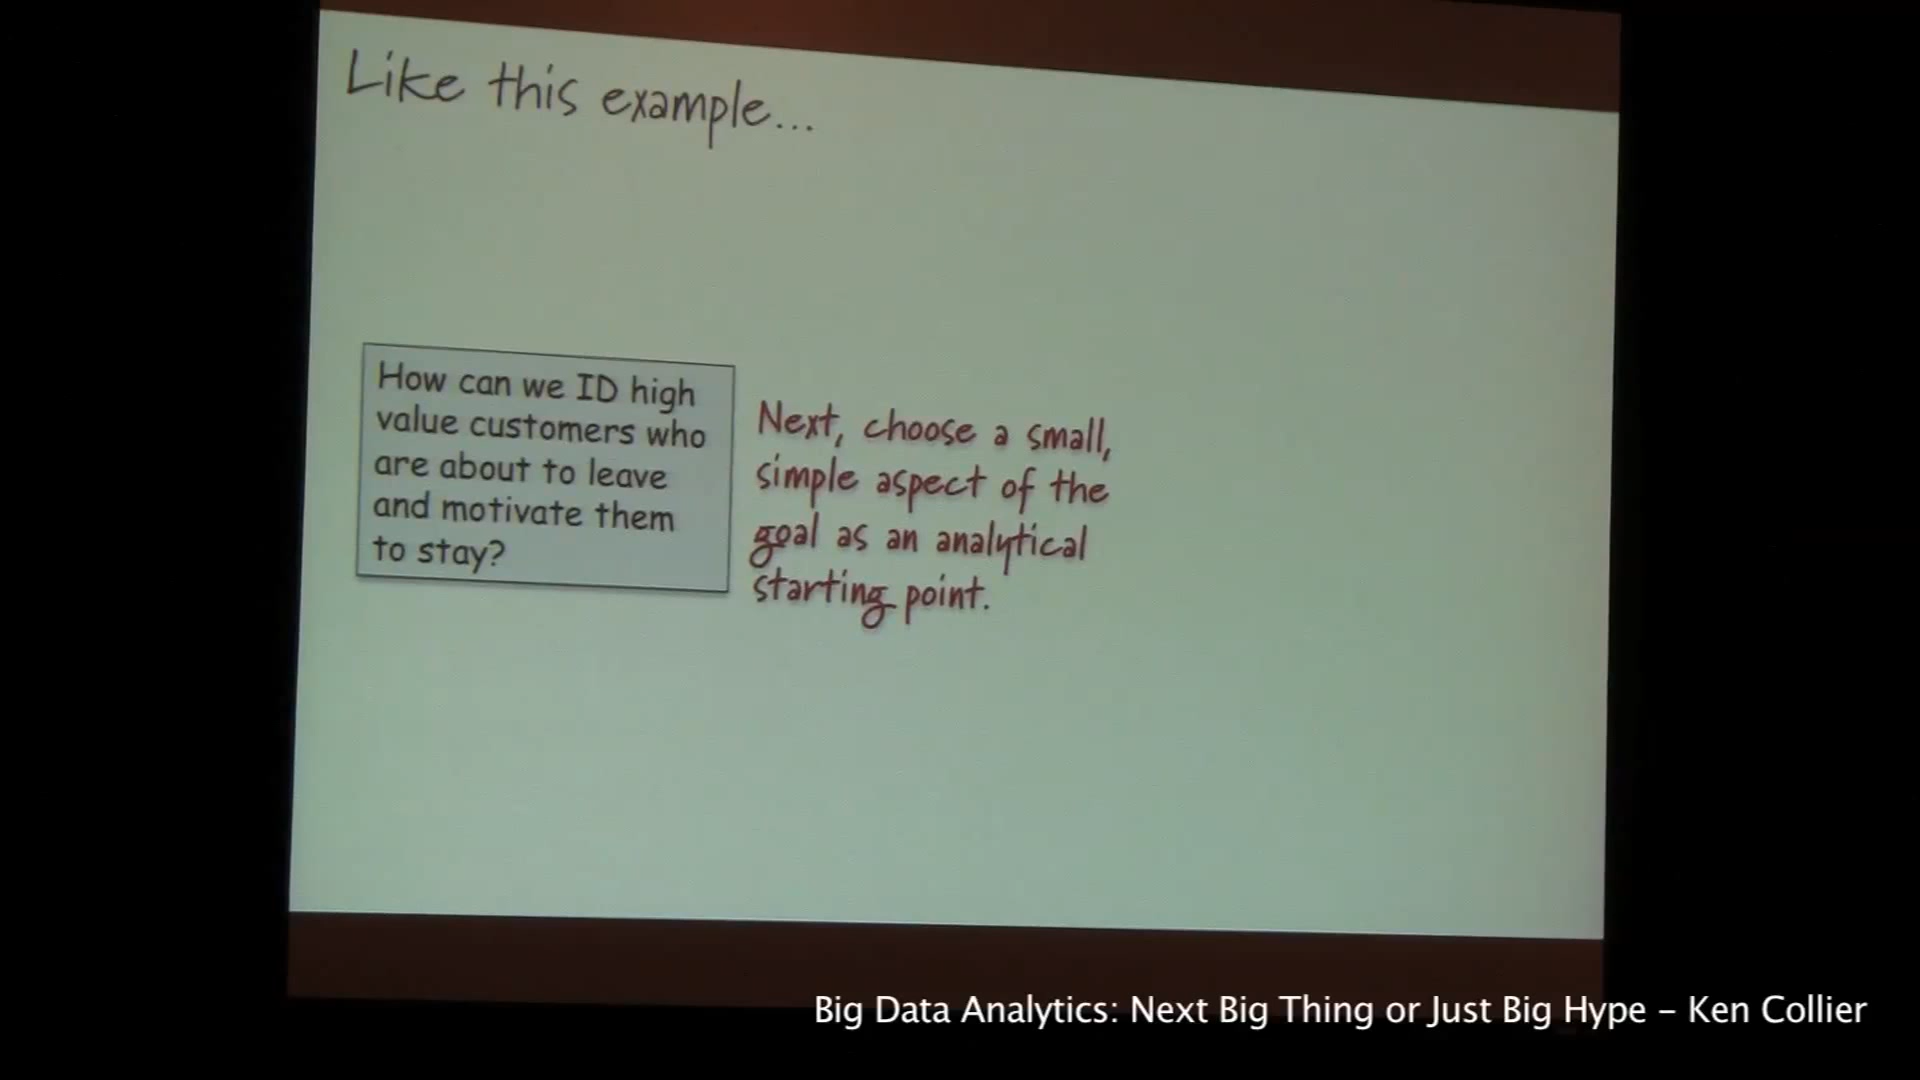 Like this example...
How can we ID high
value customers who
are about to leave
and motivate them
to stay?
Next, choose a small,
simple aspect of the
goal as an analytical
starting point.
Big Data Analytics: Next Big Thing or Just Big Hype – Ken Collier